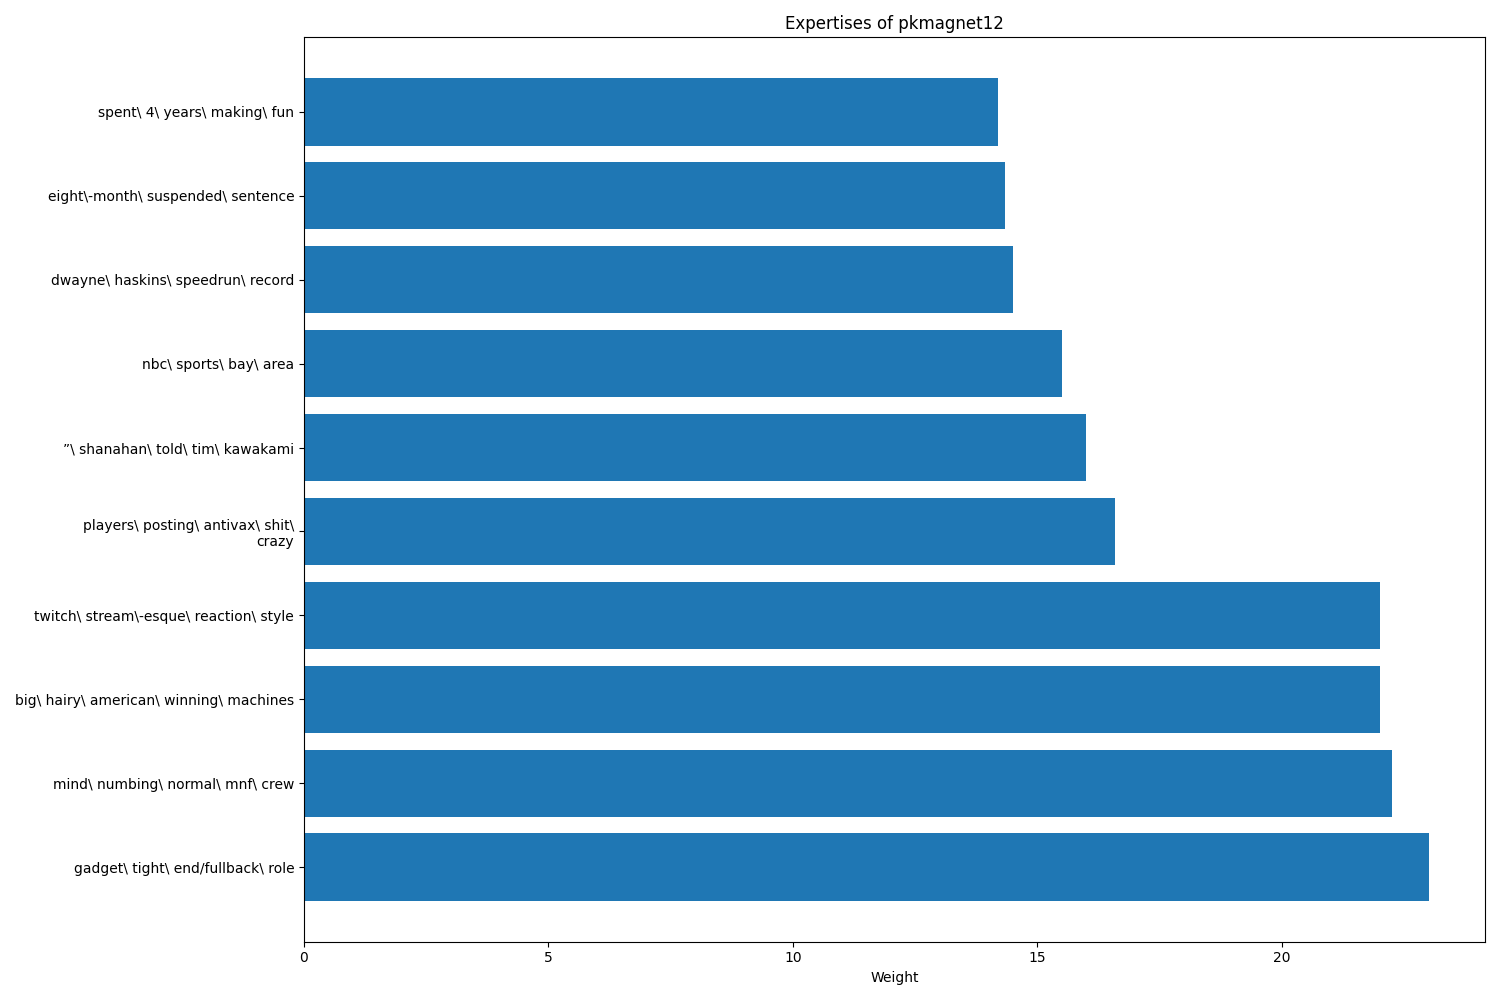 Expertises of pkmagnet12
spent\ 4\ years\ making\ fun
eight\-month\ suspended\ sentence
dwayne\ haskins\ speedrun\ record
nbc\ sports\ bay\ area
”\ shanahan\ told\ tim\ kawakami
players\ posting\ antivax\ shit\
crazy
twitch\ stream\-esque\ reaction\ style
big\ hairy\ american\ winning\ machines
mind\ numbing\ normal\ mnf\ crew
gadget\ tight\ end/fullback\ role
0 5 10 15 20
Weight